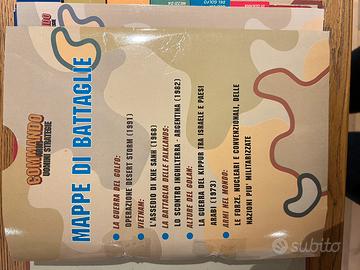 COMMANDO
UOMINI STRATEGIE
MAPPE DI BATTAGLIE
LA GUERRA DEL GOLFO:
OPERAZIONE DESERT STORM (1991)
VIETNAM:
L'ASSEDIO DI KHE SANH (1968)
LA BATTAGLIA DELLE FALKLANDS:
LO SCONTRO INGHILTERRA - ARGENTINA (1982)
ALTURE DEL GOLAN:
LA GUERRA DEL KIPPUR TRA ISRAELE E PAESI
ARABI (1973)
ARMI NEL MONDO:
LE FORZE, NUCLEARI E CONVENZIONALI, DELLE
NAZIONI PIU' MILITARIZZATE
DEL GOLFO
subito